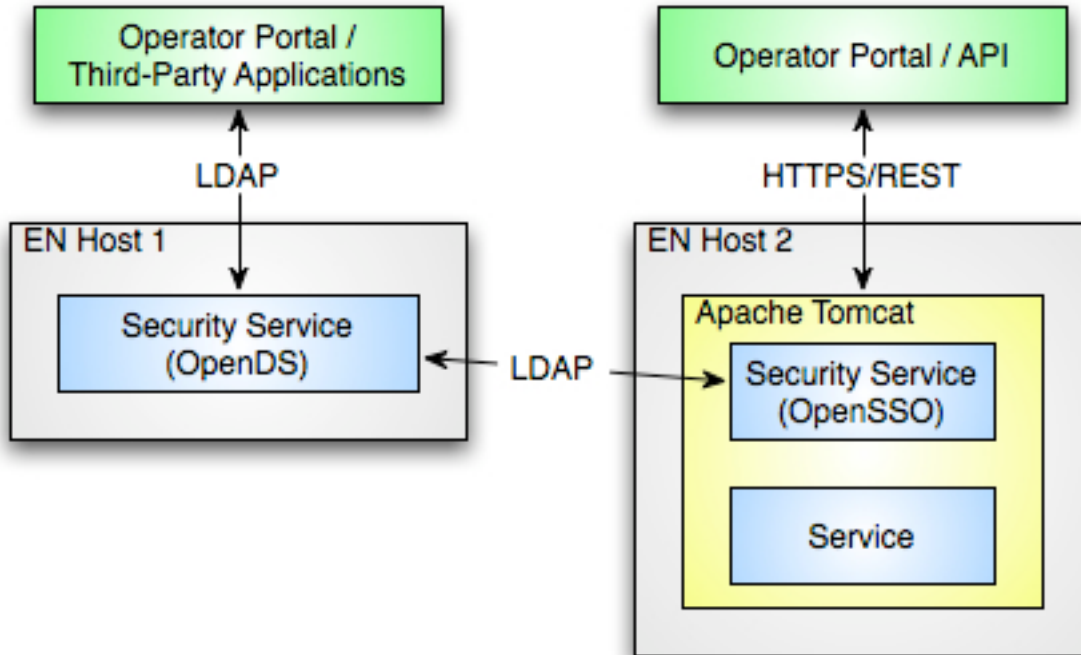 Operator Portal /
Third-Party Applications
Operator Portal / API
LDAP
HTTPS/REST
EN Host 1
EN Host 2
Security Service
(OpenDS)
LDAP
Apache Tomcat
Security Service
(OpenSSO)
Service